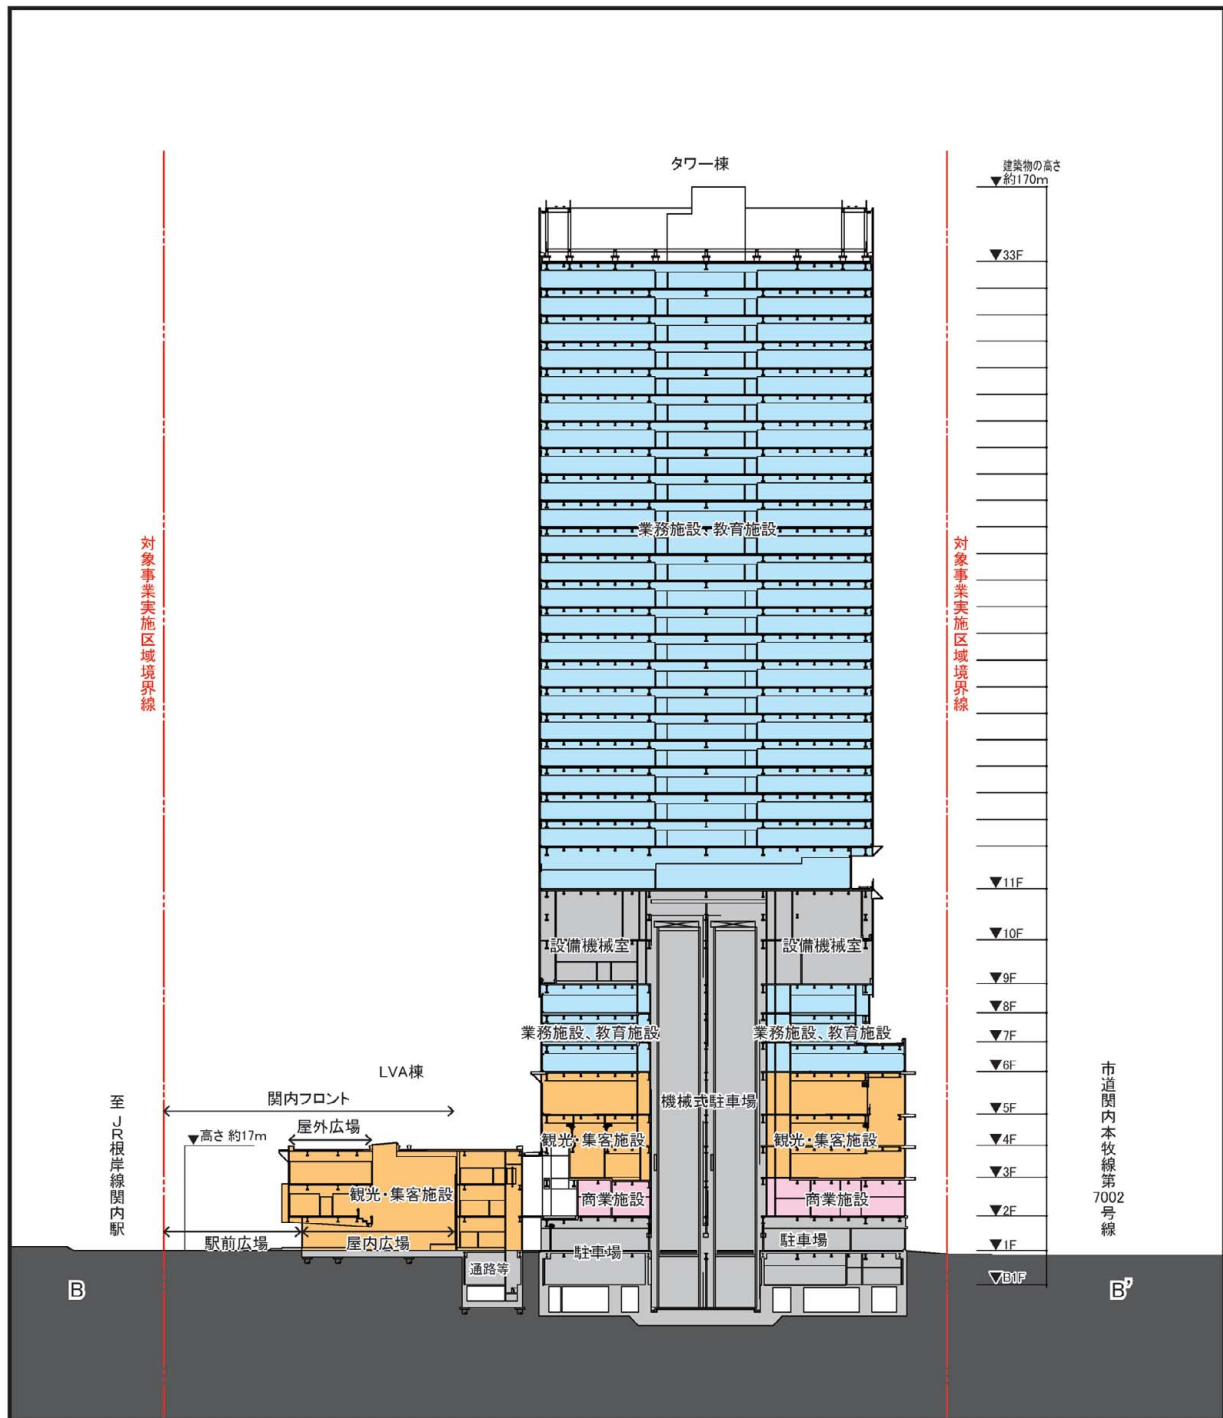 タワー棟
建築物の高さ
▼約170m
▼33F
業務施設、教育施設
対象事業実施区域境界線
対象事業実施区域境界線
▼11F
設備機械室
設備機械室
▼10F
▼9F
▼8F
業務施設、教育施設
業務施設、教育施設
▼7F
▼6F
LVA棟
関内フロント
機械式駐車場
▼5F
屋外広場
▼高さ 約17m
観光・集客施設
観光・集客施設
▼4F
▼3F
観光・集客施設
商業施設
商業施設
▼2F
駅前広場
屋内広場
駐車場
駐車場
▼1F
通路等
▼B1F
至 JR根岸線関内駅
市道関内本牧線第7002号線
B
B'